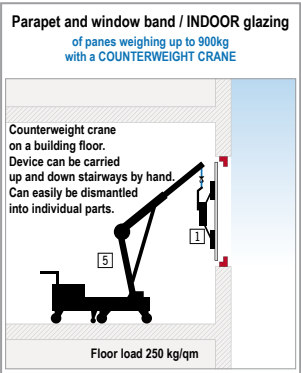 Parapet and window band / INDOOR glazing
of panes weighing up to 900kg
with a COUNTERWEIGHT CRANE
Counterweight crane
on a building floor.
Device can be carried
up and down stairways by hand.
Can easily be dismantled
into individual parts.
1
5
Floor load 250 kg/qm